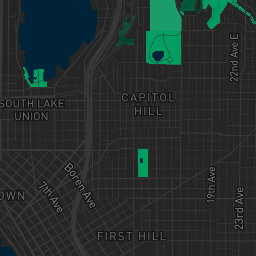 22nd Ave E
CAPITOL
HILL
SOUTH LAKE
UNION
Boren Ave
7th Ave
19th Ave
23rd Ave
OWN
FIRST HILL